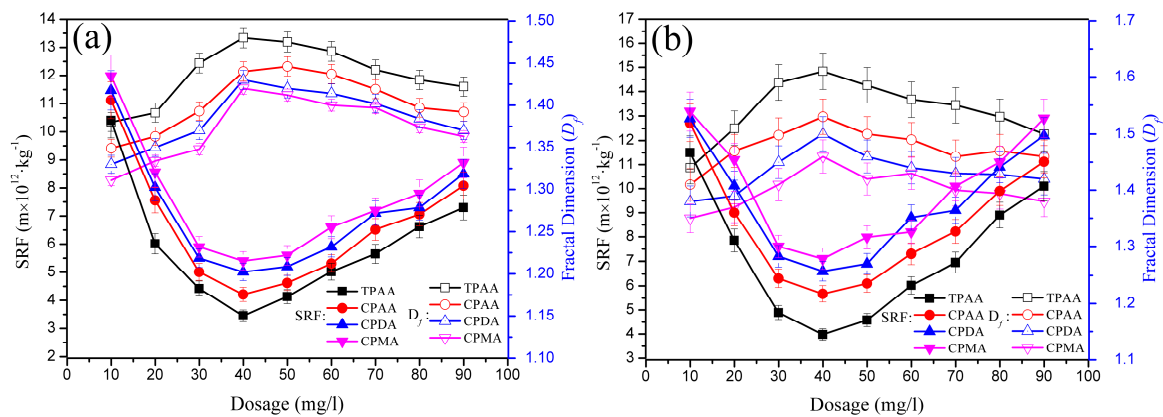 (a)
SRF (m×10¹²·kg⁻¹)
14
13
12
11
10
9
8
7
6
5
4
3
2
0 10 20 30 40 50 60 70 80 90 100
Dosage (mg/l)
1.50
1.45
1.40
1.35
1.30
1.25
1.20
1.15
1.10
Fractal Dimension (D_f)
SRF:
TPAA
CPAA
CPDA
CPMA
D_f :
TPAA
CPAA
CPDA
CPMA
(b)
SRF (m×10¹²·kg⁻¹)
17
16
15
14
13
12
11
10
9
8
7
6
5
4
3
0 10 20 30 40 50 60 70 80 90 100
Dosage (mg/l)
1.7
1.6
1.5
1.4
1.3
1.2
1.1
Fractal Dimension (D_f)
SRF:
TPAA
CPAA
CPDA
CPMA
D_f :
TPAA
CPAA
CPDA
CPMA